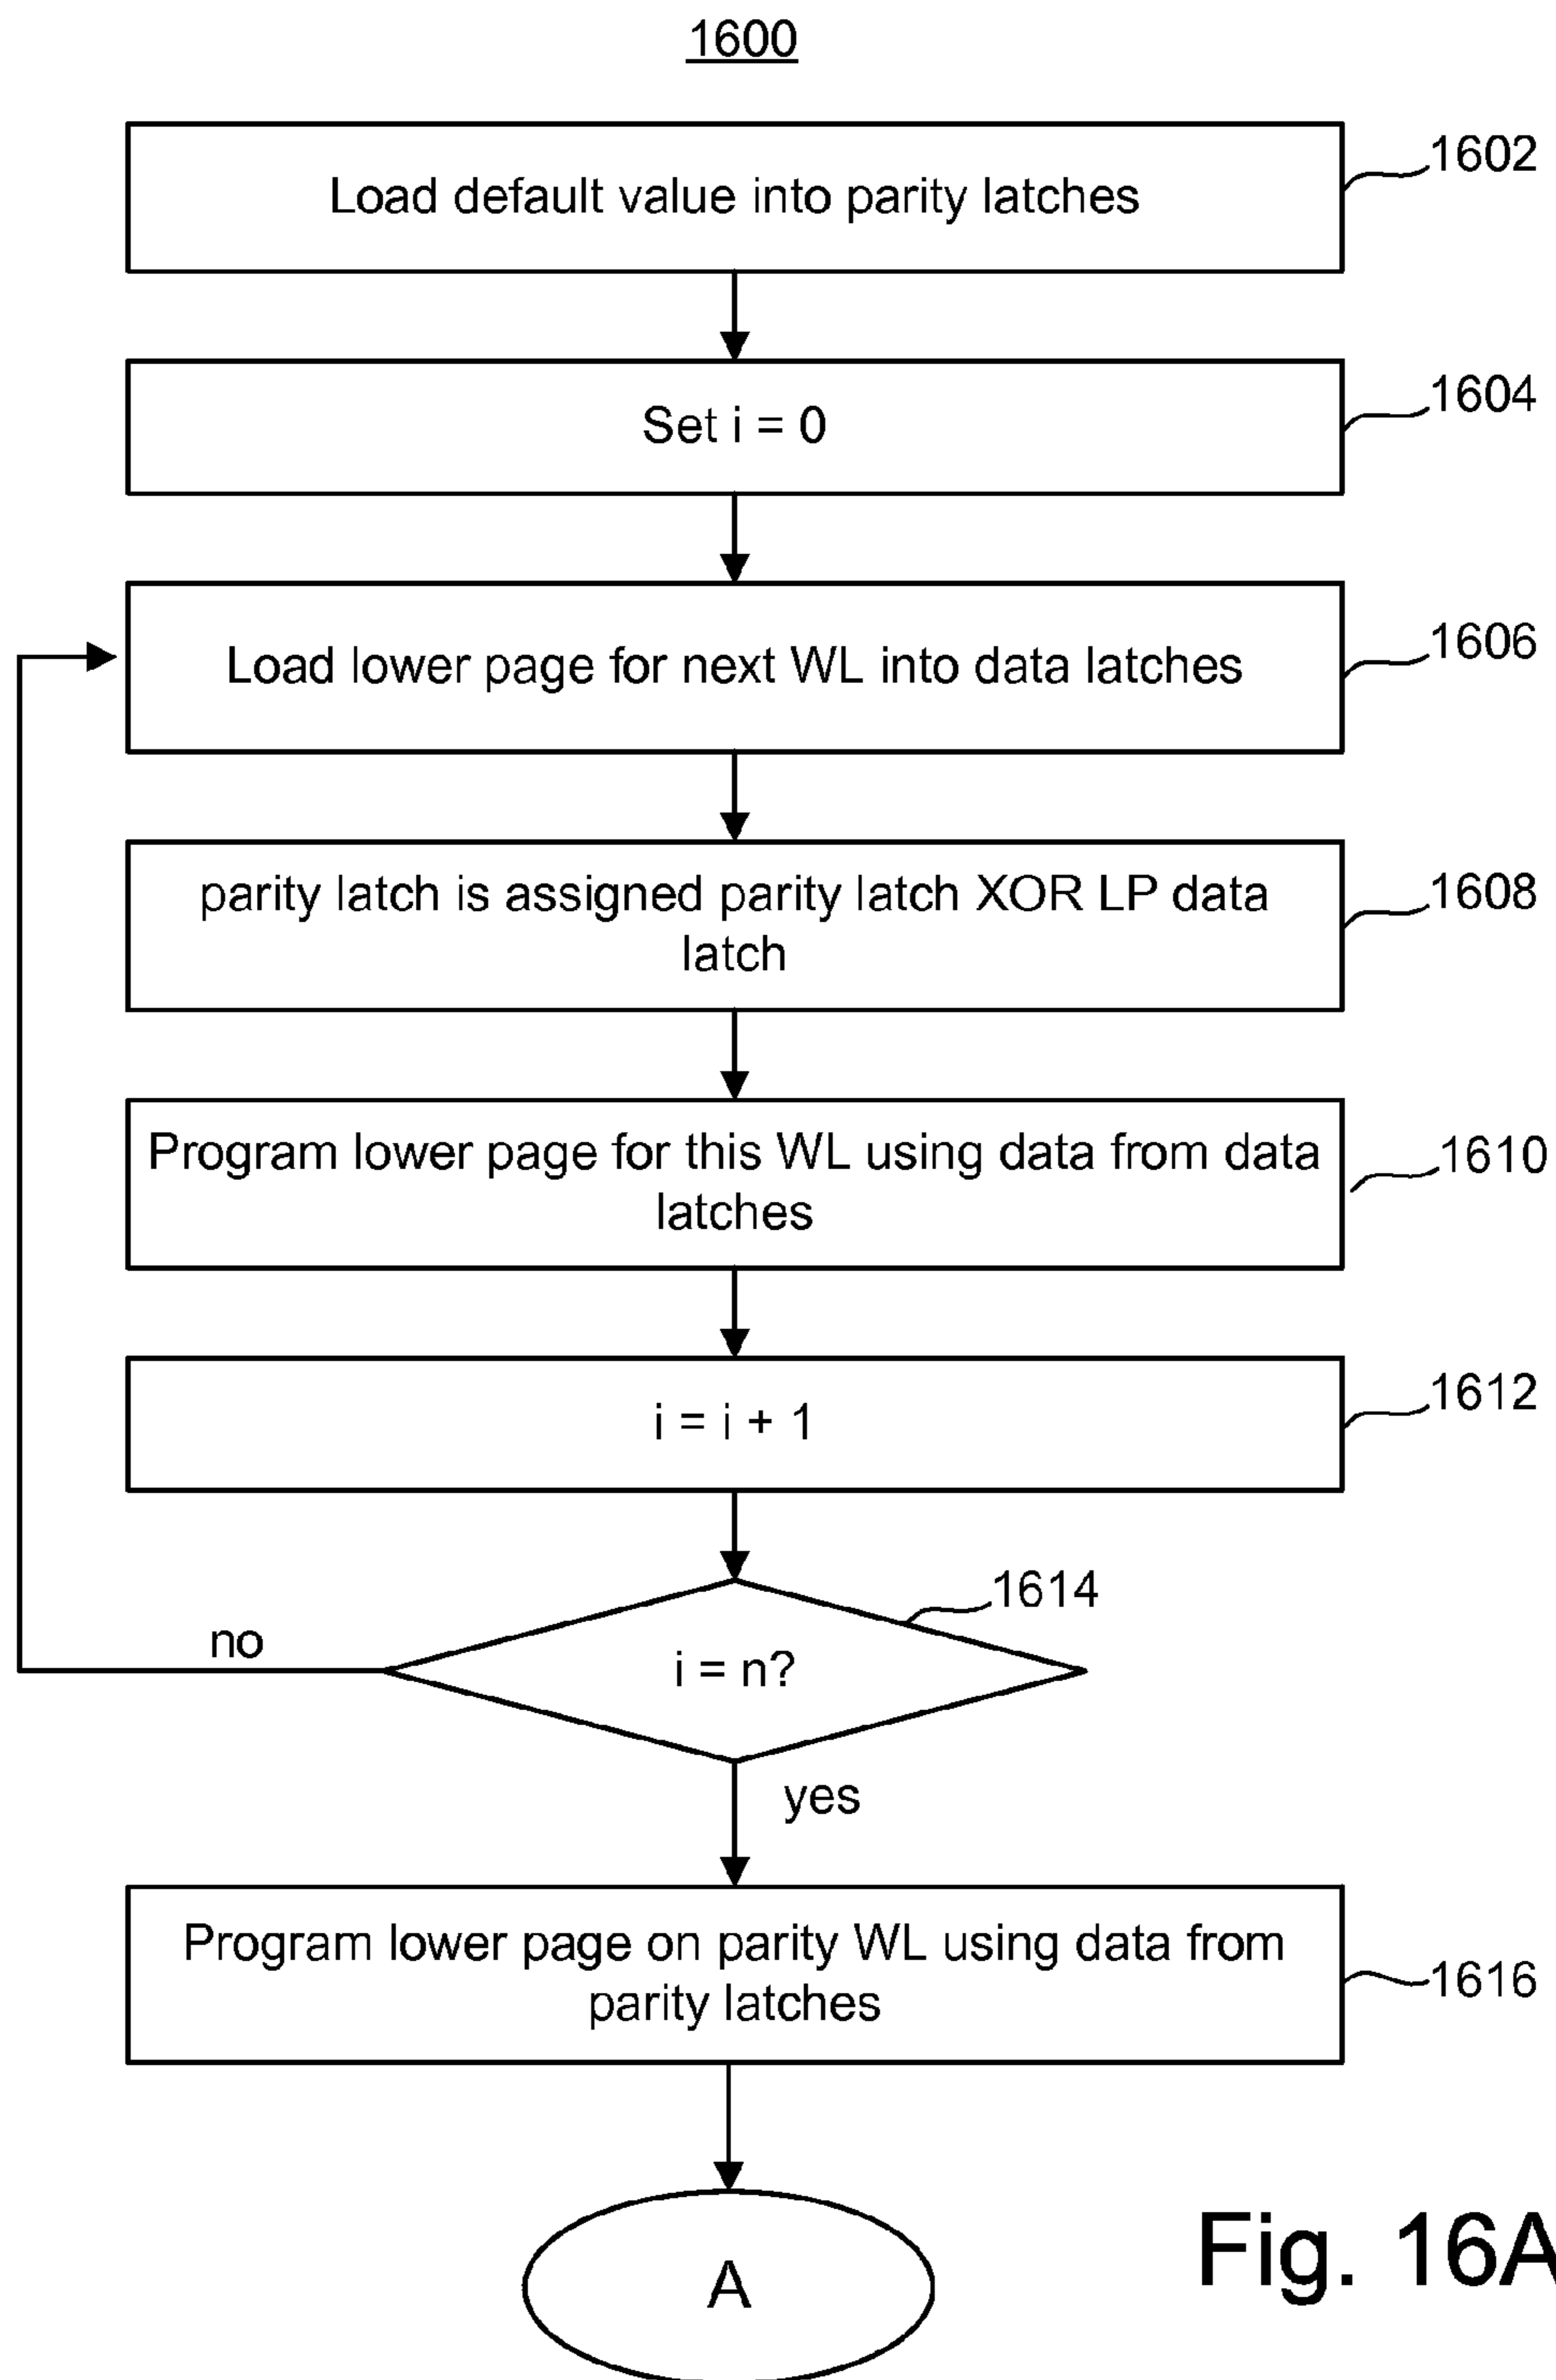 1600
Load default value into parity latches
1602
Set i = 0
1604
Load lower page for next WL into data latches
1606
parity latch is assigned parity latch XOR LP data
latch
1608
Program lower page for this WL using data from data
latches
1610
i = i + 1
1612
1614
i = n?
no
yes
Program lower page on parity WL using data from
parity latches
1616
A
Fig. 16A